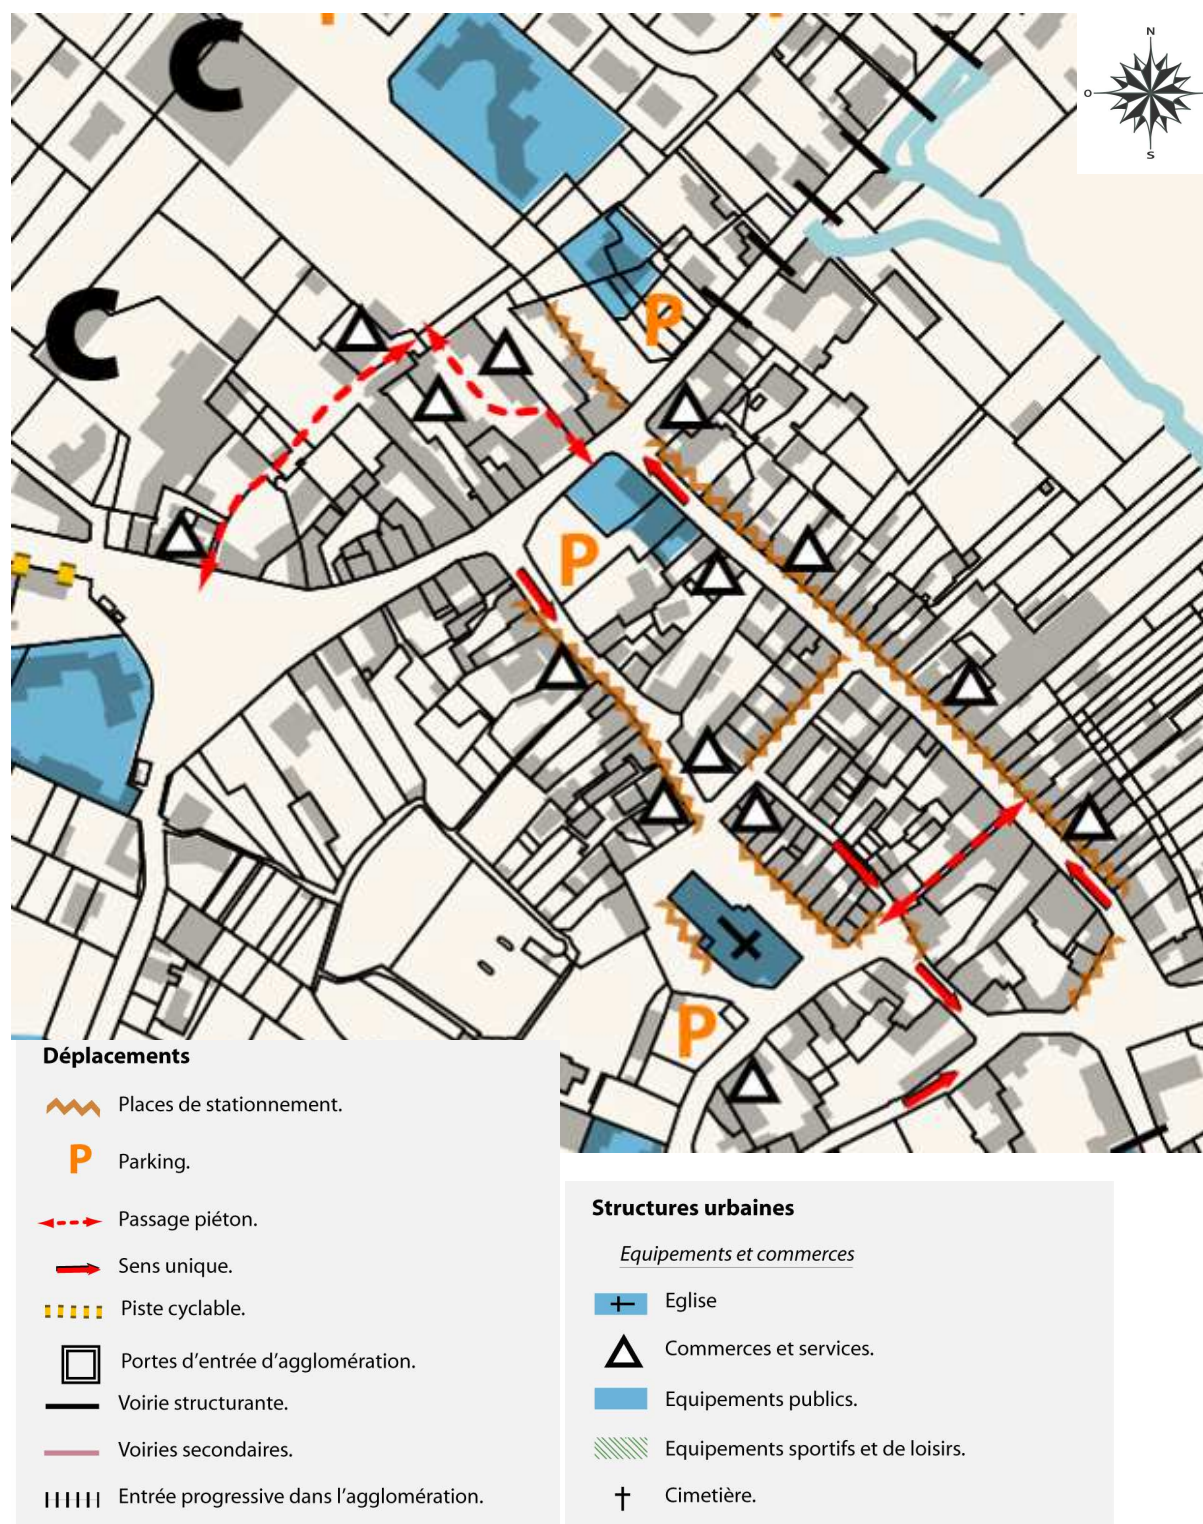 C
N
O
S
C
P
P
P
Déplacements
Places de stationnement.
P
Parking.
Passage piéton.
Sens unique.
Piste cyclable.
Portes d'entrée d'agglomération.
Voirie structurante.
Voiries secondaires.
Entrée progressive dans l'agglomération.
Structures urbaines
Equipements et commerces
Eglise
Commerces et services.
Equipements publics.
Equipements sportifs et de loisirs.
Cimetière.